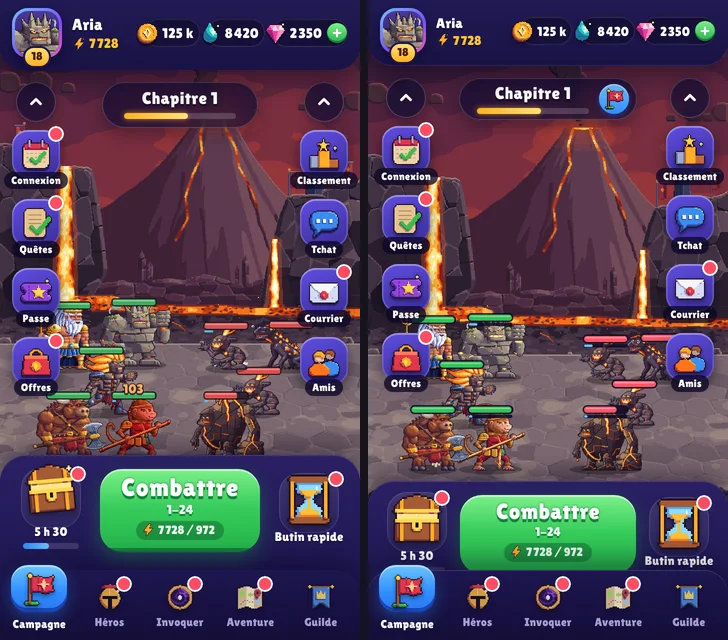 Aria
7728
18
125 k
8420
2350
Chapitre 1
Connexion
Classement
Quêtes
Tchat
Passe
Courrier
Offres
Amis
103
Combattre
1-24
7728 / 972
5 h 30
Butin rapide
Campagne
Héros
Invoquer
Aventure
Guilde
Aria
7728
18
125 k
8420
2350
Chapitre 1
Connexion
Classement
Quêtes
Tchat
Passe
Courrier
Offres
Amis
Combattre
1-24
7728 / 972
5 h 30
Butin rapide
Campagne
Héros
Invoquer
Aventure
Guilde